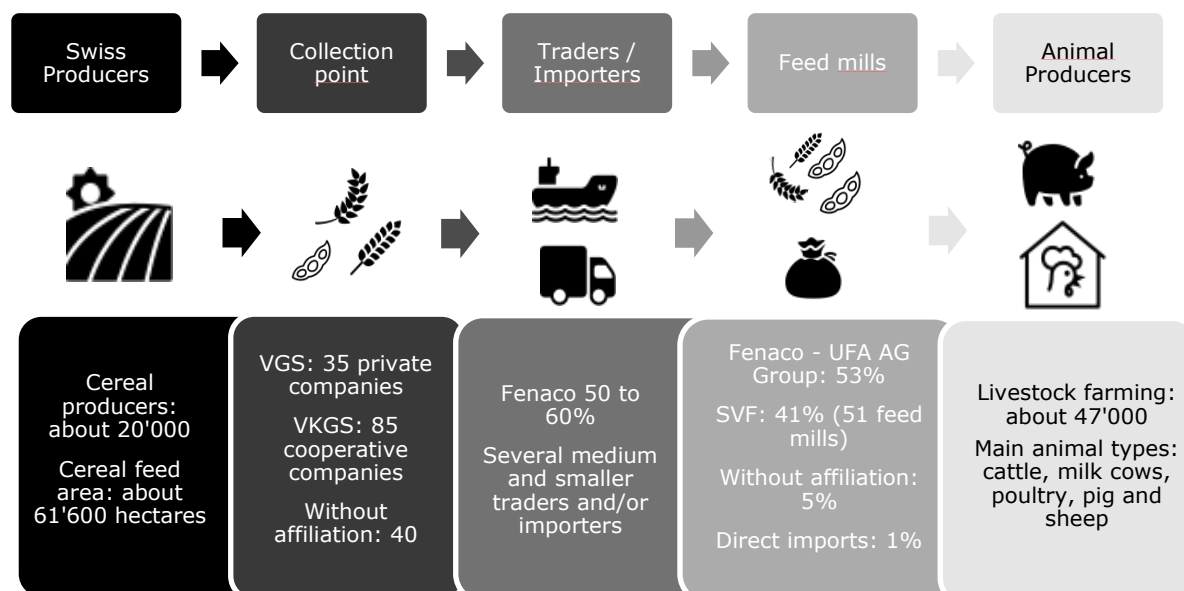 Swiss
Producers
Collection
point
Traders /
Importers
Feed mills
Animal
Producers
Cereal
producers:
about 20'000
Cereal feed
area: about
61'600 hectares
VGS: 35 private
companies
VKGS: 85
cooperative
companies
Without
affiliation: 40
Fenaco 50 to
60%
Several medium
and smaller
traders and/or
importers
Fenaco - UFA AG
Group: 53%
SVF: 41% (51 feed
mills)
Without affiliation:
5%
Direct imports: 1%
Livestock farming:
about 47'000
Main animal types:
cattle, milk cows,
poultry, pig and
sheep